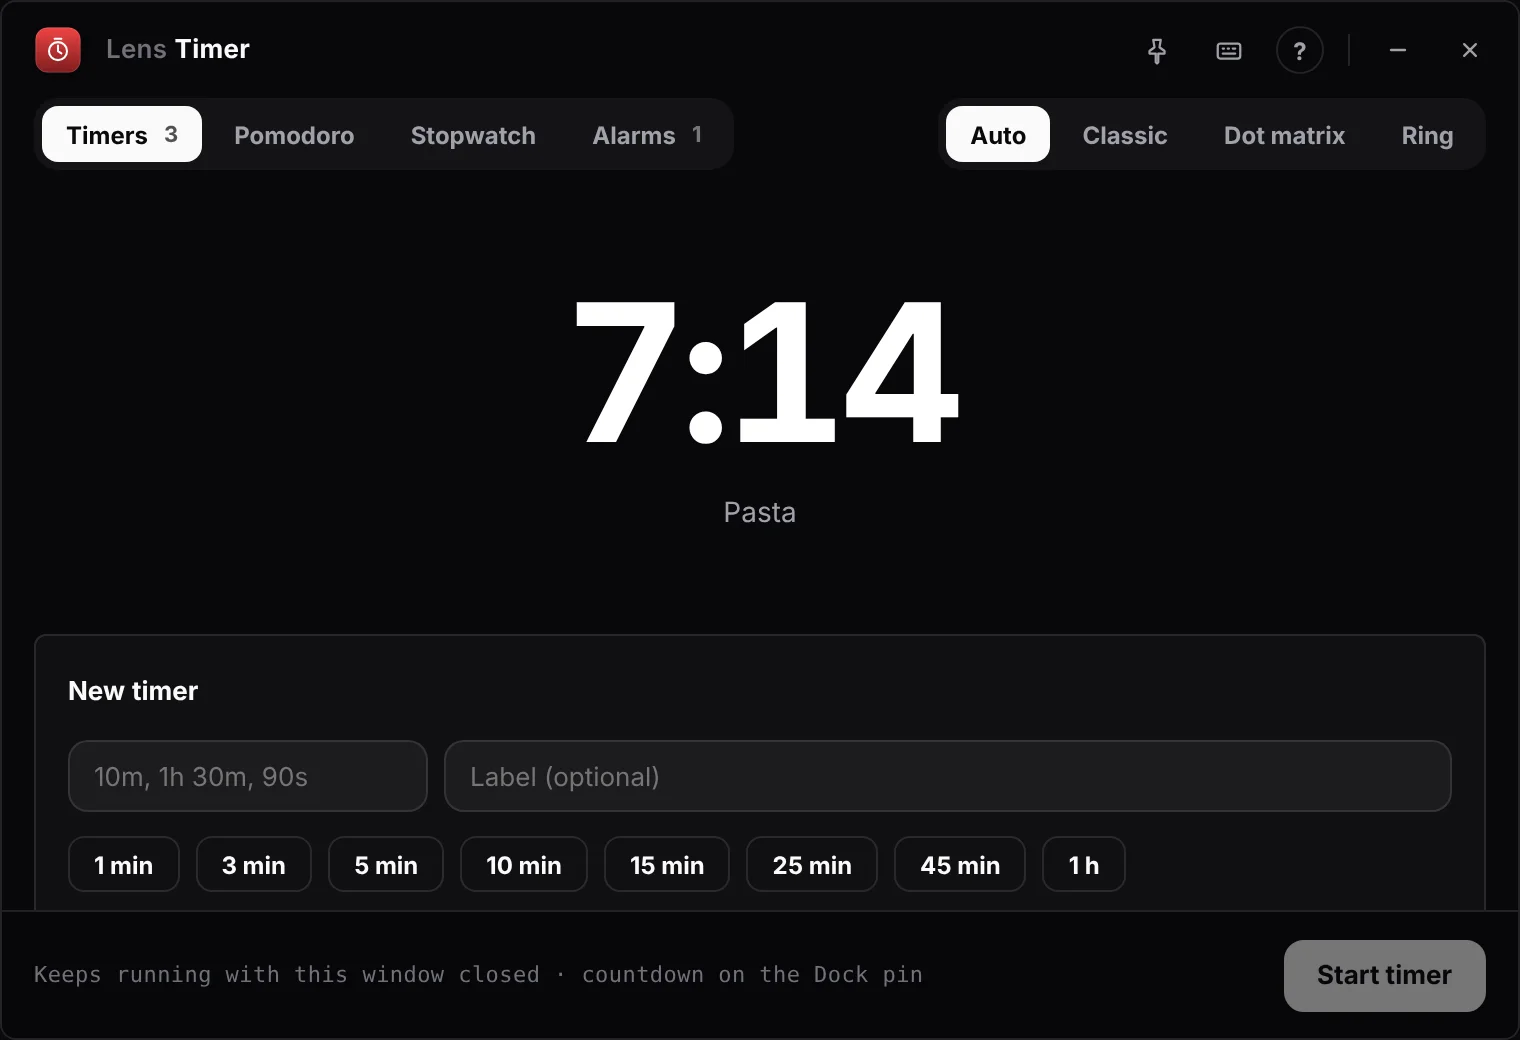 Lens Timer
?
Timers 3 Pomodoro Stopwatch Alarms 1
Auto Classic Dot matrix Ring
7:14
Pasta
New timer
10m, 1h 30m, 90s
Label (optional)
1 min 3 min 5 min 10 min 15 min 25 min 45 min 1 h
Keeps running with this window closed · countdown on the Dock pin
Start timer